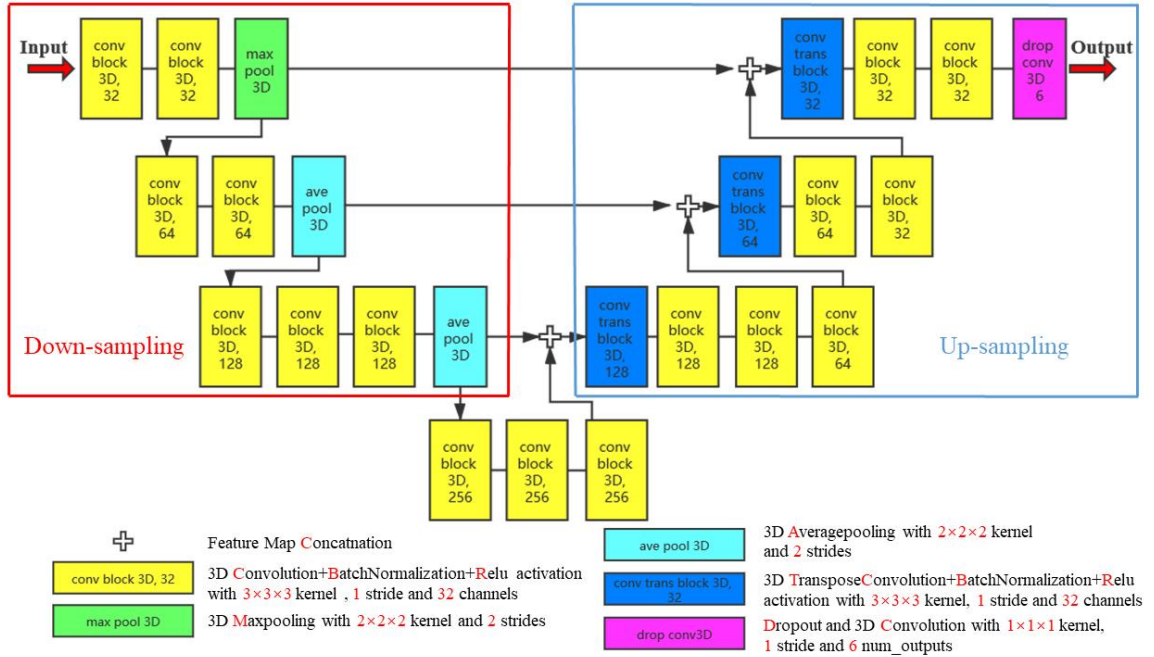 Input
conv
block
3D,
32
conv
block
3D,
32
max
pool
3D
conv
trans
block
3D,
32
conv
block
3D,
32
conv
block
3D,
32
drop
conv
3D
6
Output
conv
block
3D,
64
conv
block
3D,
64
ave
pool
3D
conv
trans
block
3D,
64
conv
block
3D,
64
conv
block
3D,
32
Down-sampling
conv
block
3D,
128
conv
block
3D,
128
conv
block
3D,
128
ave
pool
3D
conv
trans
block
3D,
128
conv
block
3D,
128
conv
block
3D,
128
conv
block
3D,
64
Up-sampling
conv
block
3D,
256
conv
block
3D,
256
conv
block
3D,
256
Feature Map Concatnation
conv block 3D, 32
3D Convolution+BatchNormalization+Relu activation
with 3×3×3 kernel , 1 stride and 32 channels
max pool 3D
3D Maxpooling with 2×2×2 kernel and 2 strides
ave pool 3D
3D Averagepooling with 2×2×2 kernel
and 2 strides
conv trans block 3D,
32
3D TransposeConvolution+BatchNormalization+Relu
activation with 3×3×3 kernel, 1 stride and 32 channels
drop conv3D
Dropout and 3D Convolution with 1×1×1 kernel,
1 stride and 6 num_outputs